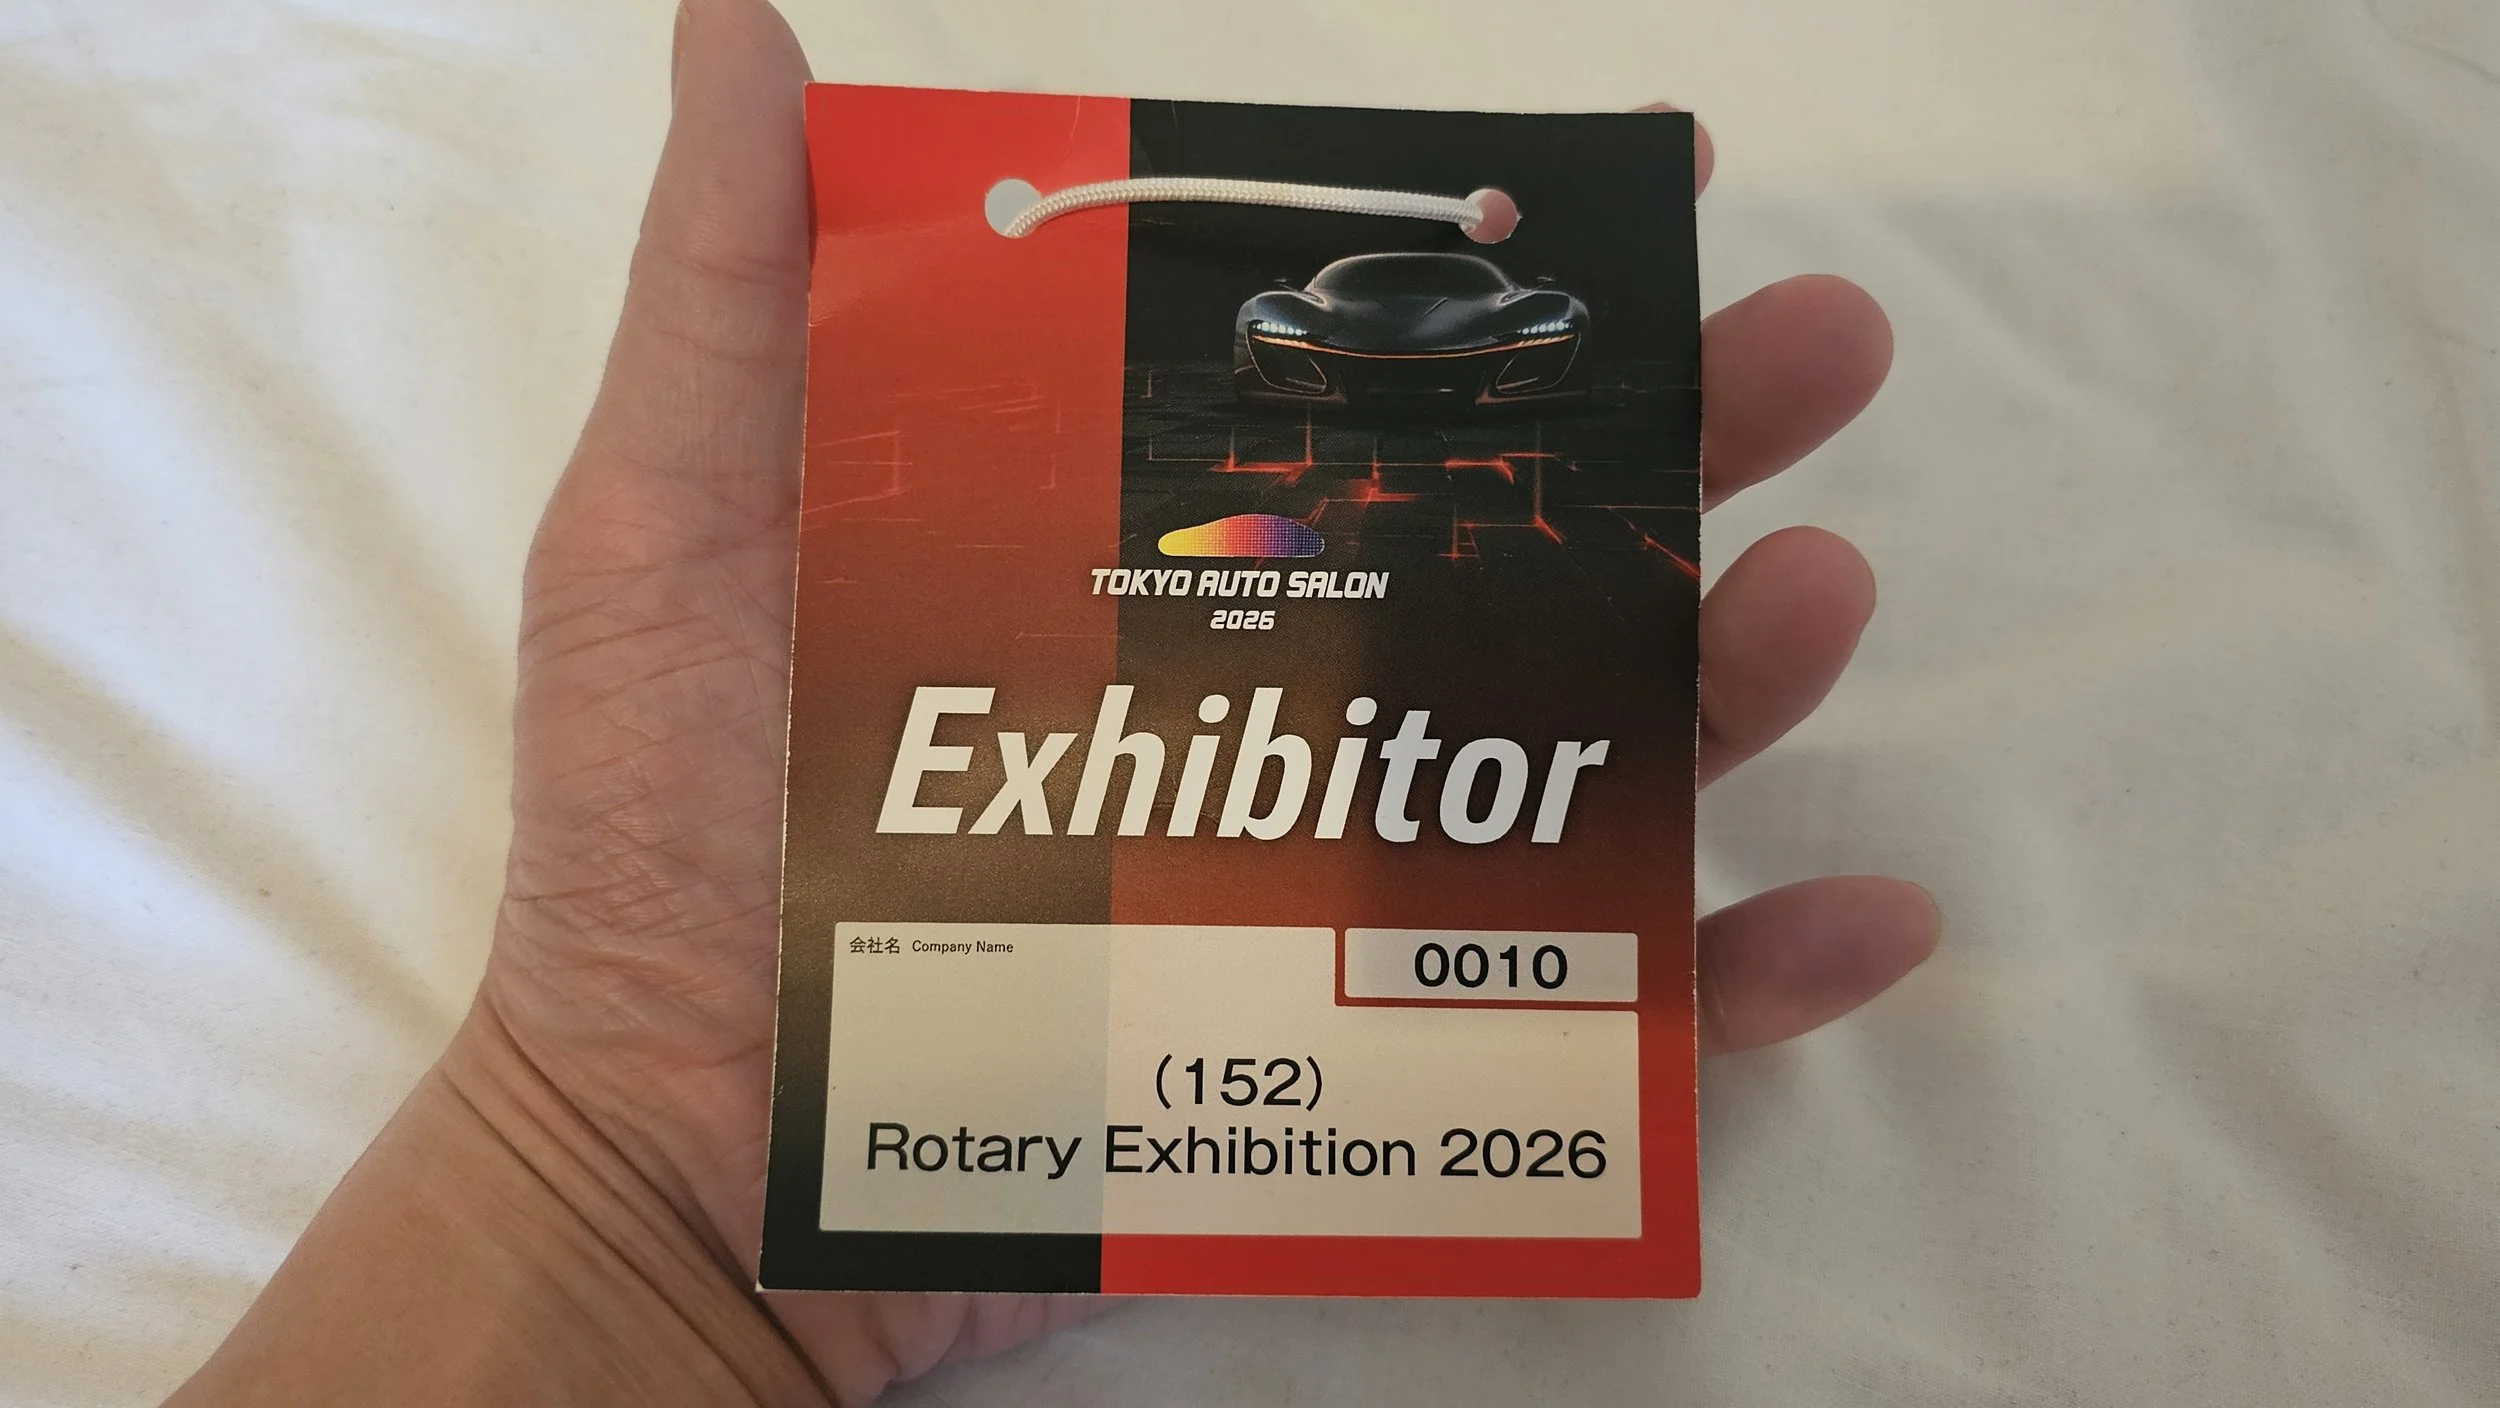 TOKYO AUTO SALON
2026
Exhibitor
会社名 Company Name
0010
(152)
Rotary Exhibition 2026